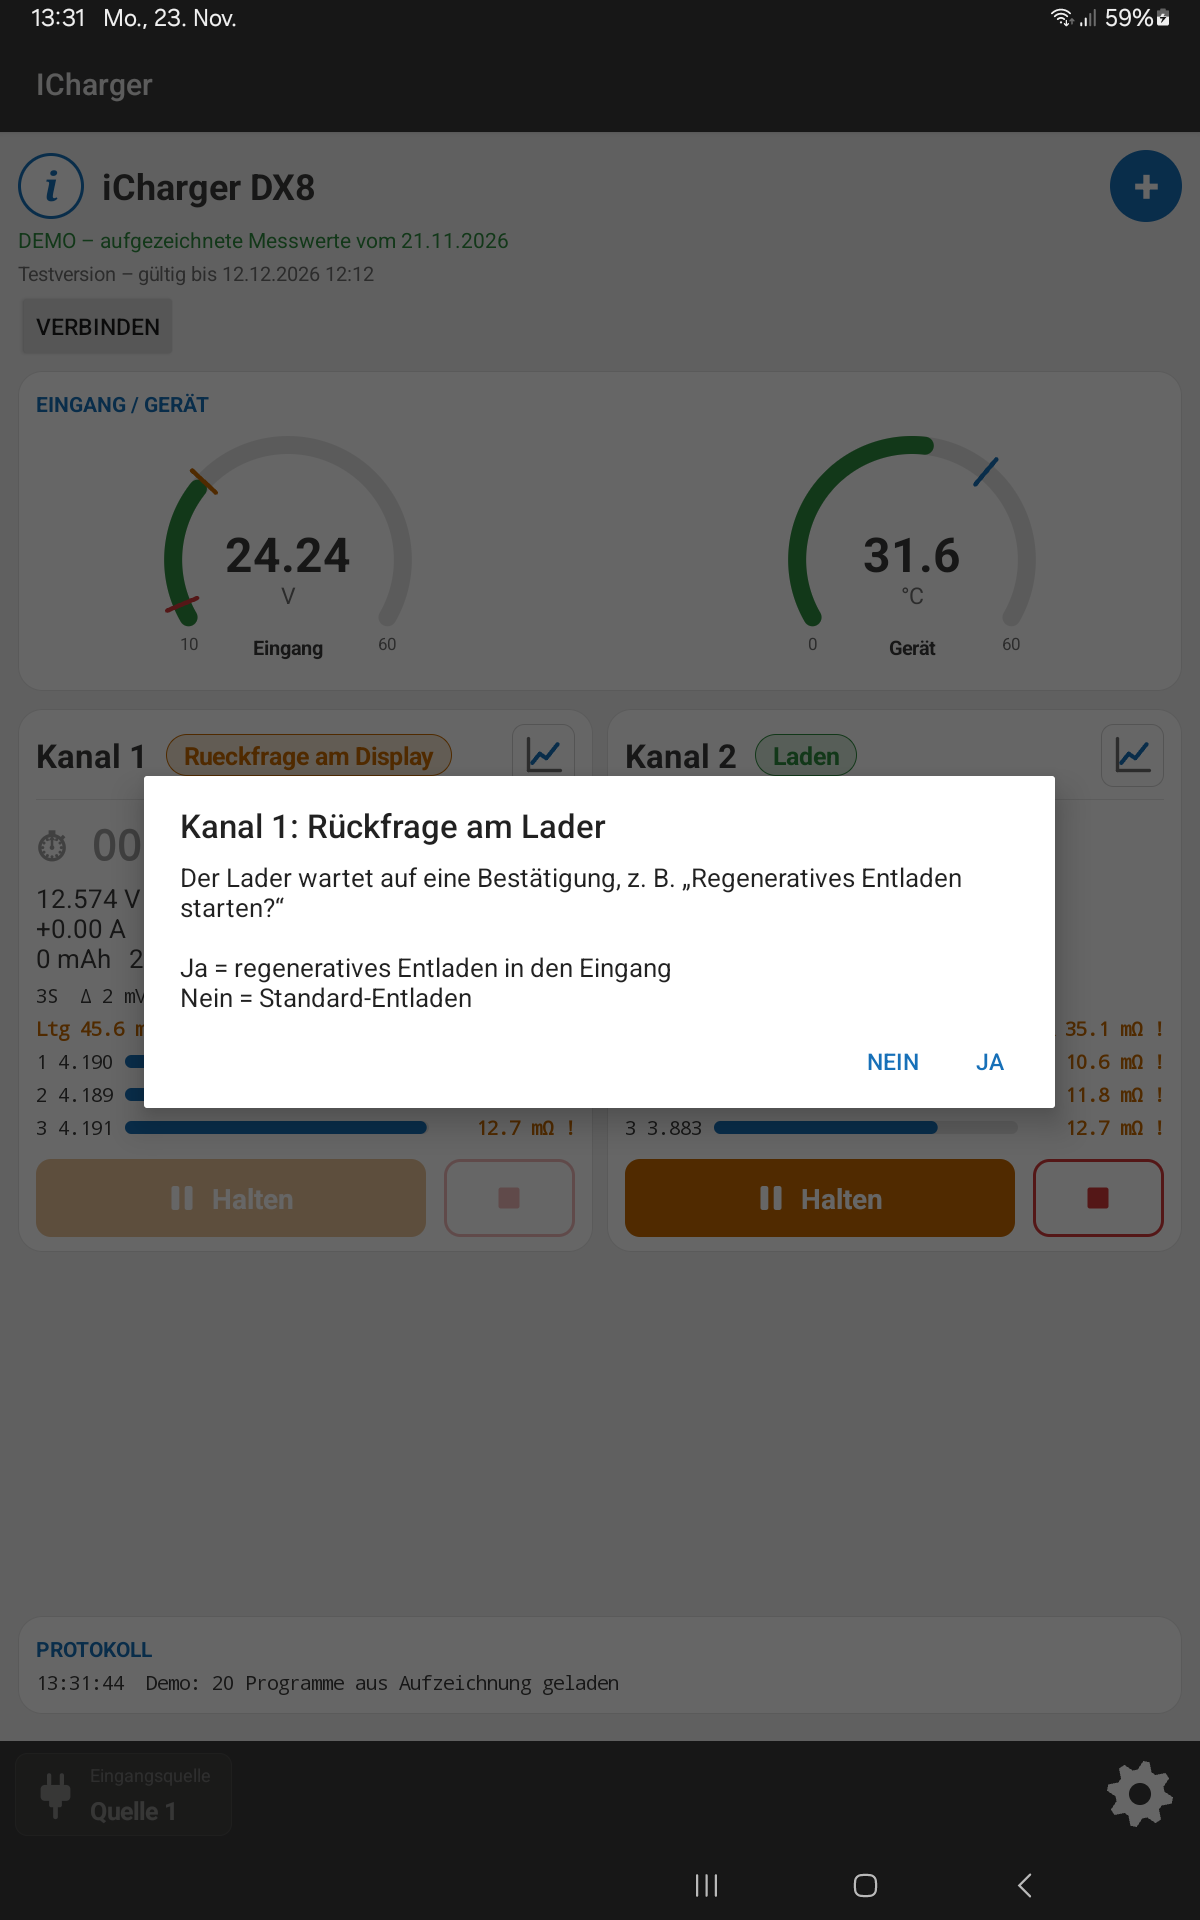 13:31 Mo., 23. Nov. 59%
ICharger
i iCharger DX8
DEMO – aufgezeichnete Messwerte vom 21.11.2026
Testversion – gültig bis 12.12.2026 12:12
VERBINDEN
EINGANG / GERÄT
24.24
V
10 Eingang 60
31.6
°C
0 Gerät 60
Kanal 1 Rueckfrage am Display
Kanal 2 Laden
Kanal 1: Rückfrage am Lader
Der Lader wartet auf eine Bestätigung, z. B. „Regeneratives Entladen
starten?“
Ja = regeneratives Entladen in den Eingang
Nein = Standard-Entladen
NEIN JA
00
12.574 V
+0.00 A
0 mAh 2
3S Δ 2 mV
Ltg 45.6 m
1 4.190
2 4.189
3 4.191 12.7 mΩ !
Halten
35.1 mΩ !
10.6 mΩ !
11.8 mΩ !
3 3.883 12.7 mΩ !
Halten
PROTOKOLL
13:31:44 Demo: 20 Programme aus Aufzeichnung geladen
Eingangsquelle
Quelle 1